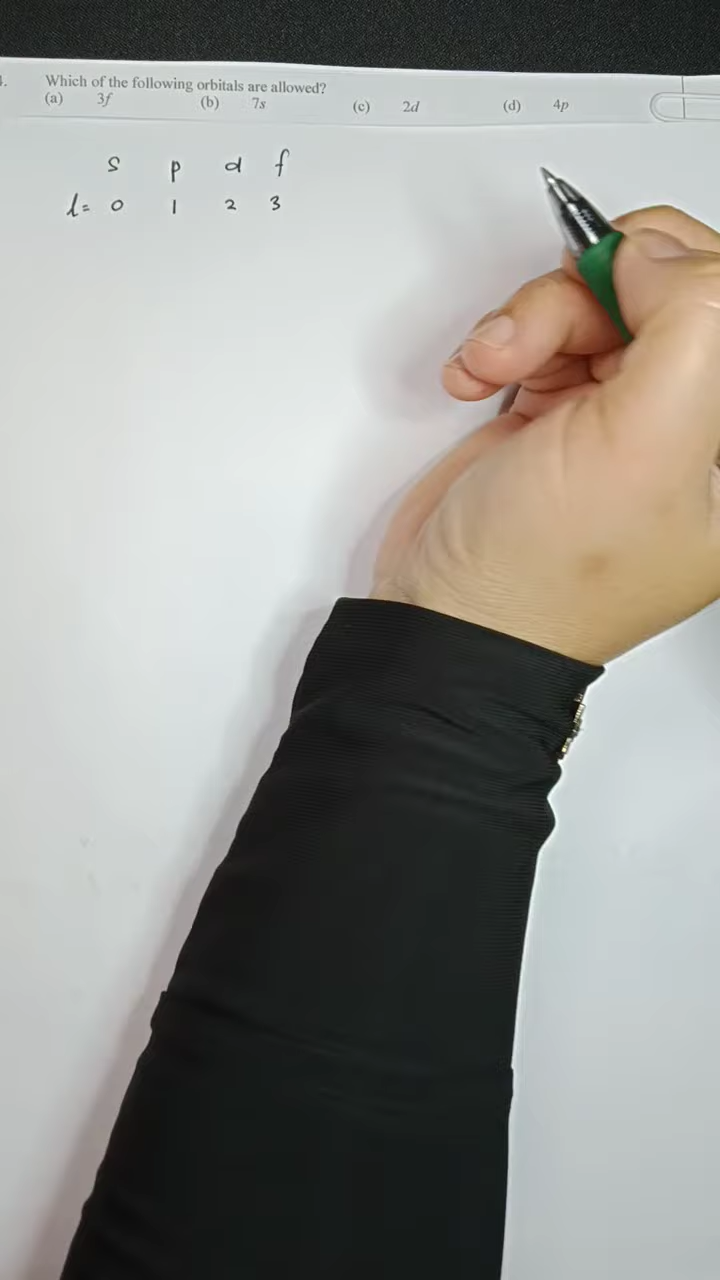 Which of the following orbitals are allowed?
(a) 3f (b) 7s (c) 2d (d) 4p
s p d f
l= 0 1 2 3